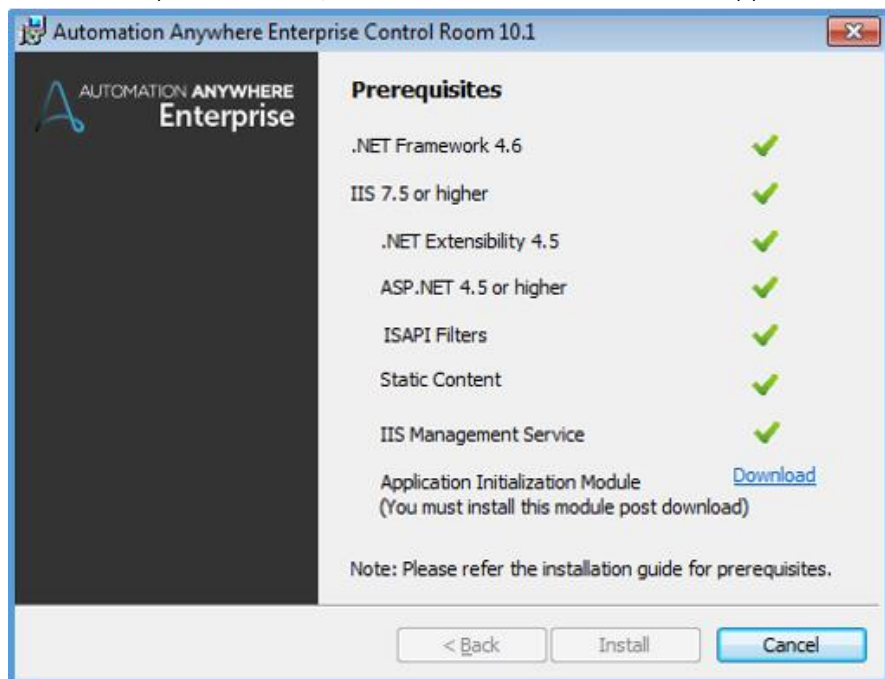 Automation Anywhere Enterprise Control Room 10.1
AUTOMATION ANYWHERE
Enterprise
Prerequisites
.NET Framework 4.6
IIS 7.5 or higher
.NET Extensibility 4.5
ASP.NET 4.5 or higher
ISAPI Filters
Static Content
IIS Management Service
Application Initialization Module Download
(You must install this module post download)
Note: Please refer the installation guide for prerequisites.
< Back Install Cancel